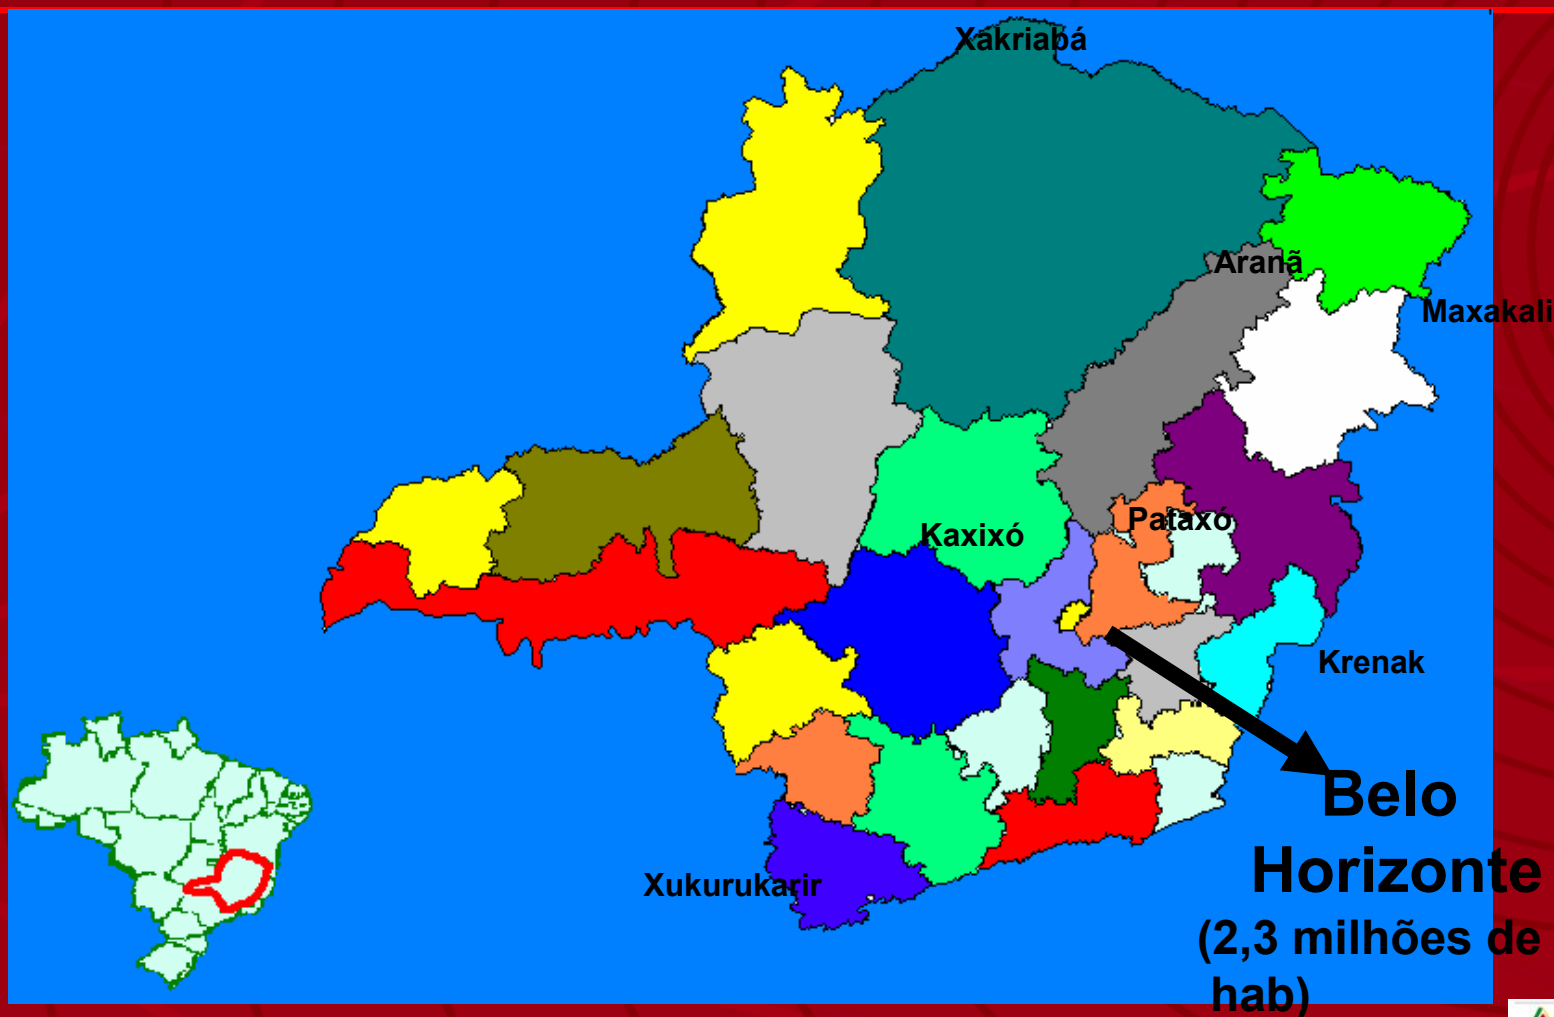 Xakriabá
Aranã
Maxakali
Pataxó
Kaxixó
Krenak
Belo
Horizonte
(2,3 milhões de
hab)
Xukurukarir